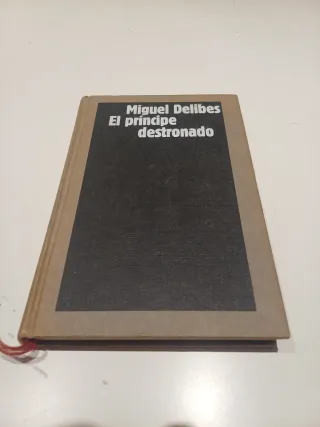 Miguel Delibes
El príncipe
destronado